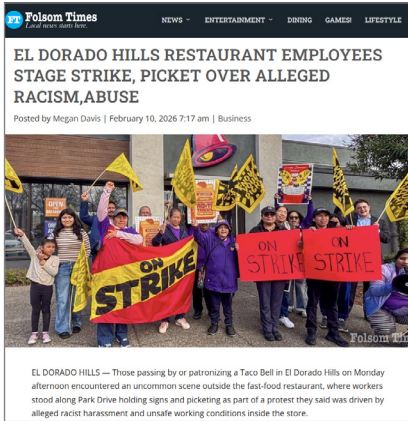 FT Folsom Times
Local news starts here.
NEWS ENTERTAINMENT DINING GAMES! LIFESTYLE
EL DORADO HILLS RESTAURANT EMPLOYEES
STAGE STRIKE, PICKET OVER ALLEGED
RACISM,ABUSE
Posted by Megan Davis | February 10, 2026 7:17 am | Business
ON
STRIKE
ON
STRIKE
ON
STRIKE
Folsom Tim
EL DORADO HILLS — Those passing by or patronizing a Taco Bell in El Dorado Hills on Monday
afternoon encountered an uncommon scene outside the fast-food restaurant, where workers
stood along Park Drive holding signs and picketing as part of a protest they said was driven by
alleged racist harassment and unsafe working conditions inside the store.